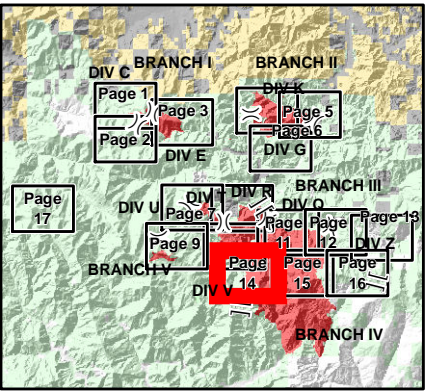 BRANCH I
BRANCH II
DIV C
DIV K
Page 1
Page 3
Page 5
Page 2
Page 6
DIV E
DIV G
BRANCH III
Page
17
DIV U
DIV R
DIV Q
Page 7
Page
11
Page
12
Page 13
Page 9
DIV Z
BRANCH V
Page
14
Page
15
Page
16
DIV V
BRANCH IV